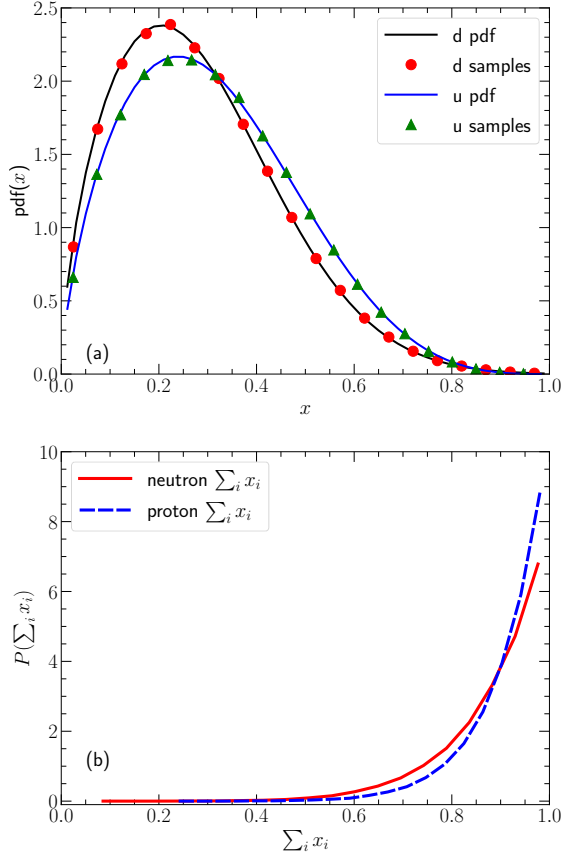 2.5
2.0
1.5
1.0
0.5
0.0
pdf(x)
d pdf
d samples
u pdf
u samples
(a)
0.0 0.2 0.4 0.6 0.8 1.0
x
10
8
6
4
2
0
P(∑ᵢ xᵢ)
neutron ∑ᵢ xᵢ
proton ∑ᵢ xᵢ
(b)
0.0 0.2 0.4 0.6 0.8 1.0
∑ᵢ xᵢ